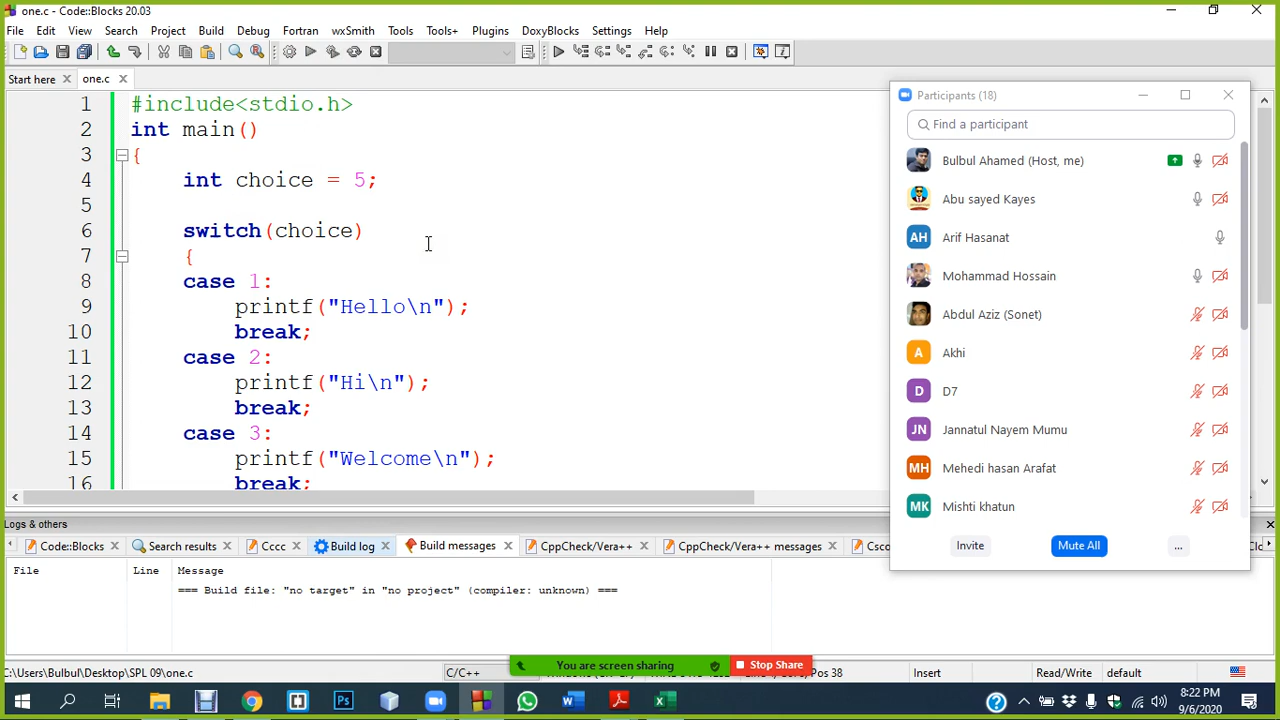 one.c - Code::Blocks 20.03
File Edit View Search Project Build Debug Fortran wxSmith Tools Tools+ Plugins DoxyBlocks Settings Help
Start here one.c
1 #include<stdio.h>
2 int main()
3 {
4 int choice = 5;
5
6 switch(choice)
7 {
8 case 1:
9 printf("Hello\n");
10 break;
11 case 2:
12 printf("Hi\n");
13 break;
14 case 3:
15 printf("Welcome\n");
16 break;
Participants (18)
Find a participant
Bulbul Ahamed (Host, me)
Abu sayed Kayes
AH Arif Hasanat
Mohammad Hossain
Abdul Aziz (Sonet)
A Akhi
D D7
JN Jannatul Nayem Mumu
MH Mehedi hasan Arafat
MK Mishti khatun
Invite Mute All ...
Logs & others
Code::Blocks Search results Cccc Build log Build messages CppCheck/Vera++ CppCheck/Vera++ messages
File Line Message
=== Build file: "no target" in "no project" (compiler: unknown) ===
You are screen sharing Stop Share
C:\Users\Bulbul\Desktop\SPL 09\one.c C/C++ Pos 38 Insert Read/Write default
8:22 PM
9/6/2020